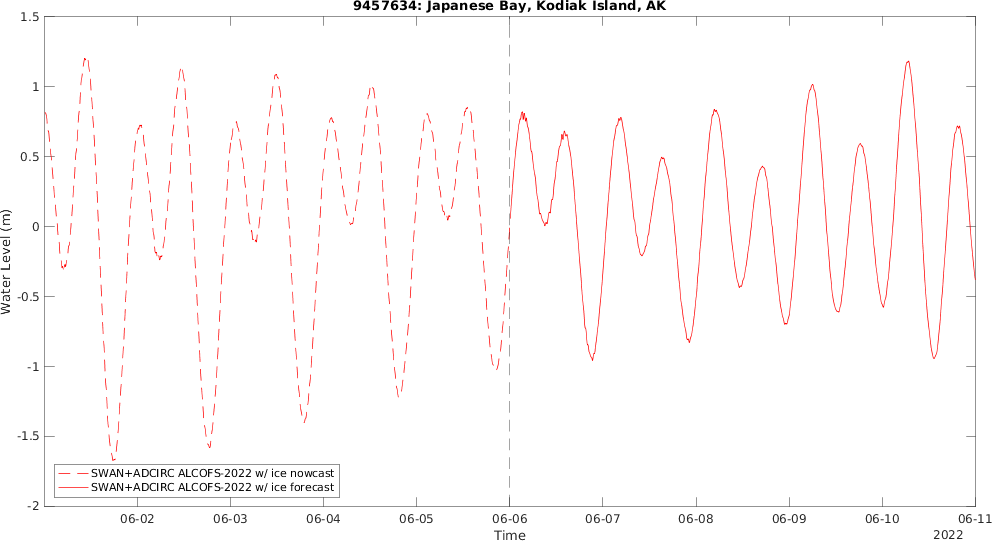 9457634: Japanese Bay, Kodiak Island, AK
1.5
1
0.5
0
-0.5
-1
-1.5
-2
Water Level (m)
SWAN+ADCIRC ALCOFS-2022 w/ ice nowcast
SWAN+ADCIRC ALCOFS-2022 w/ ice forecast
06-02 06-03 06-04 06-05 06-06 06-07 06-08 06-09 06-10 06-11
Time
2022